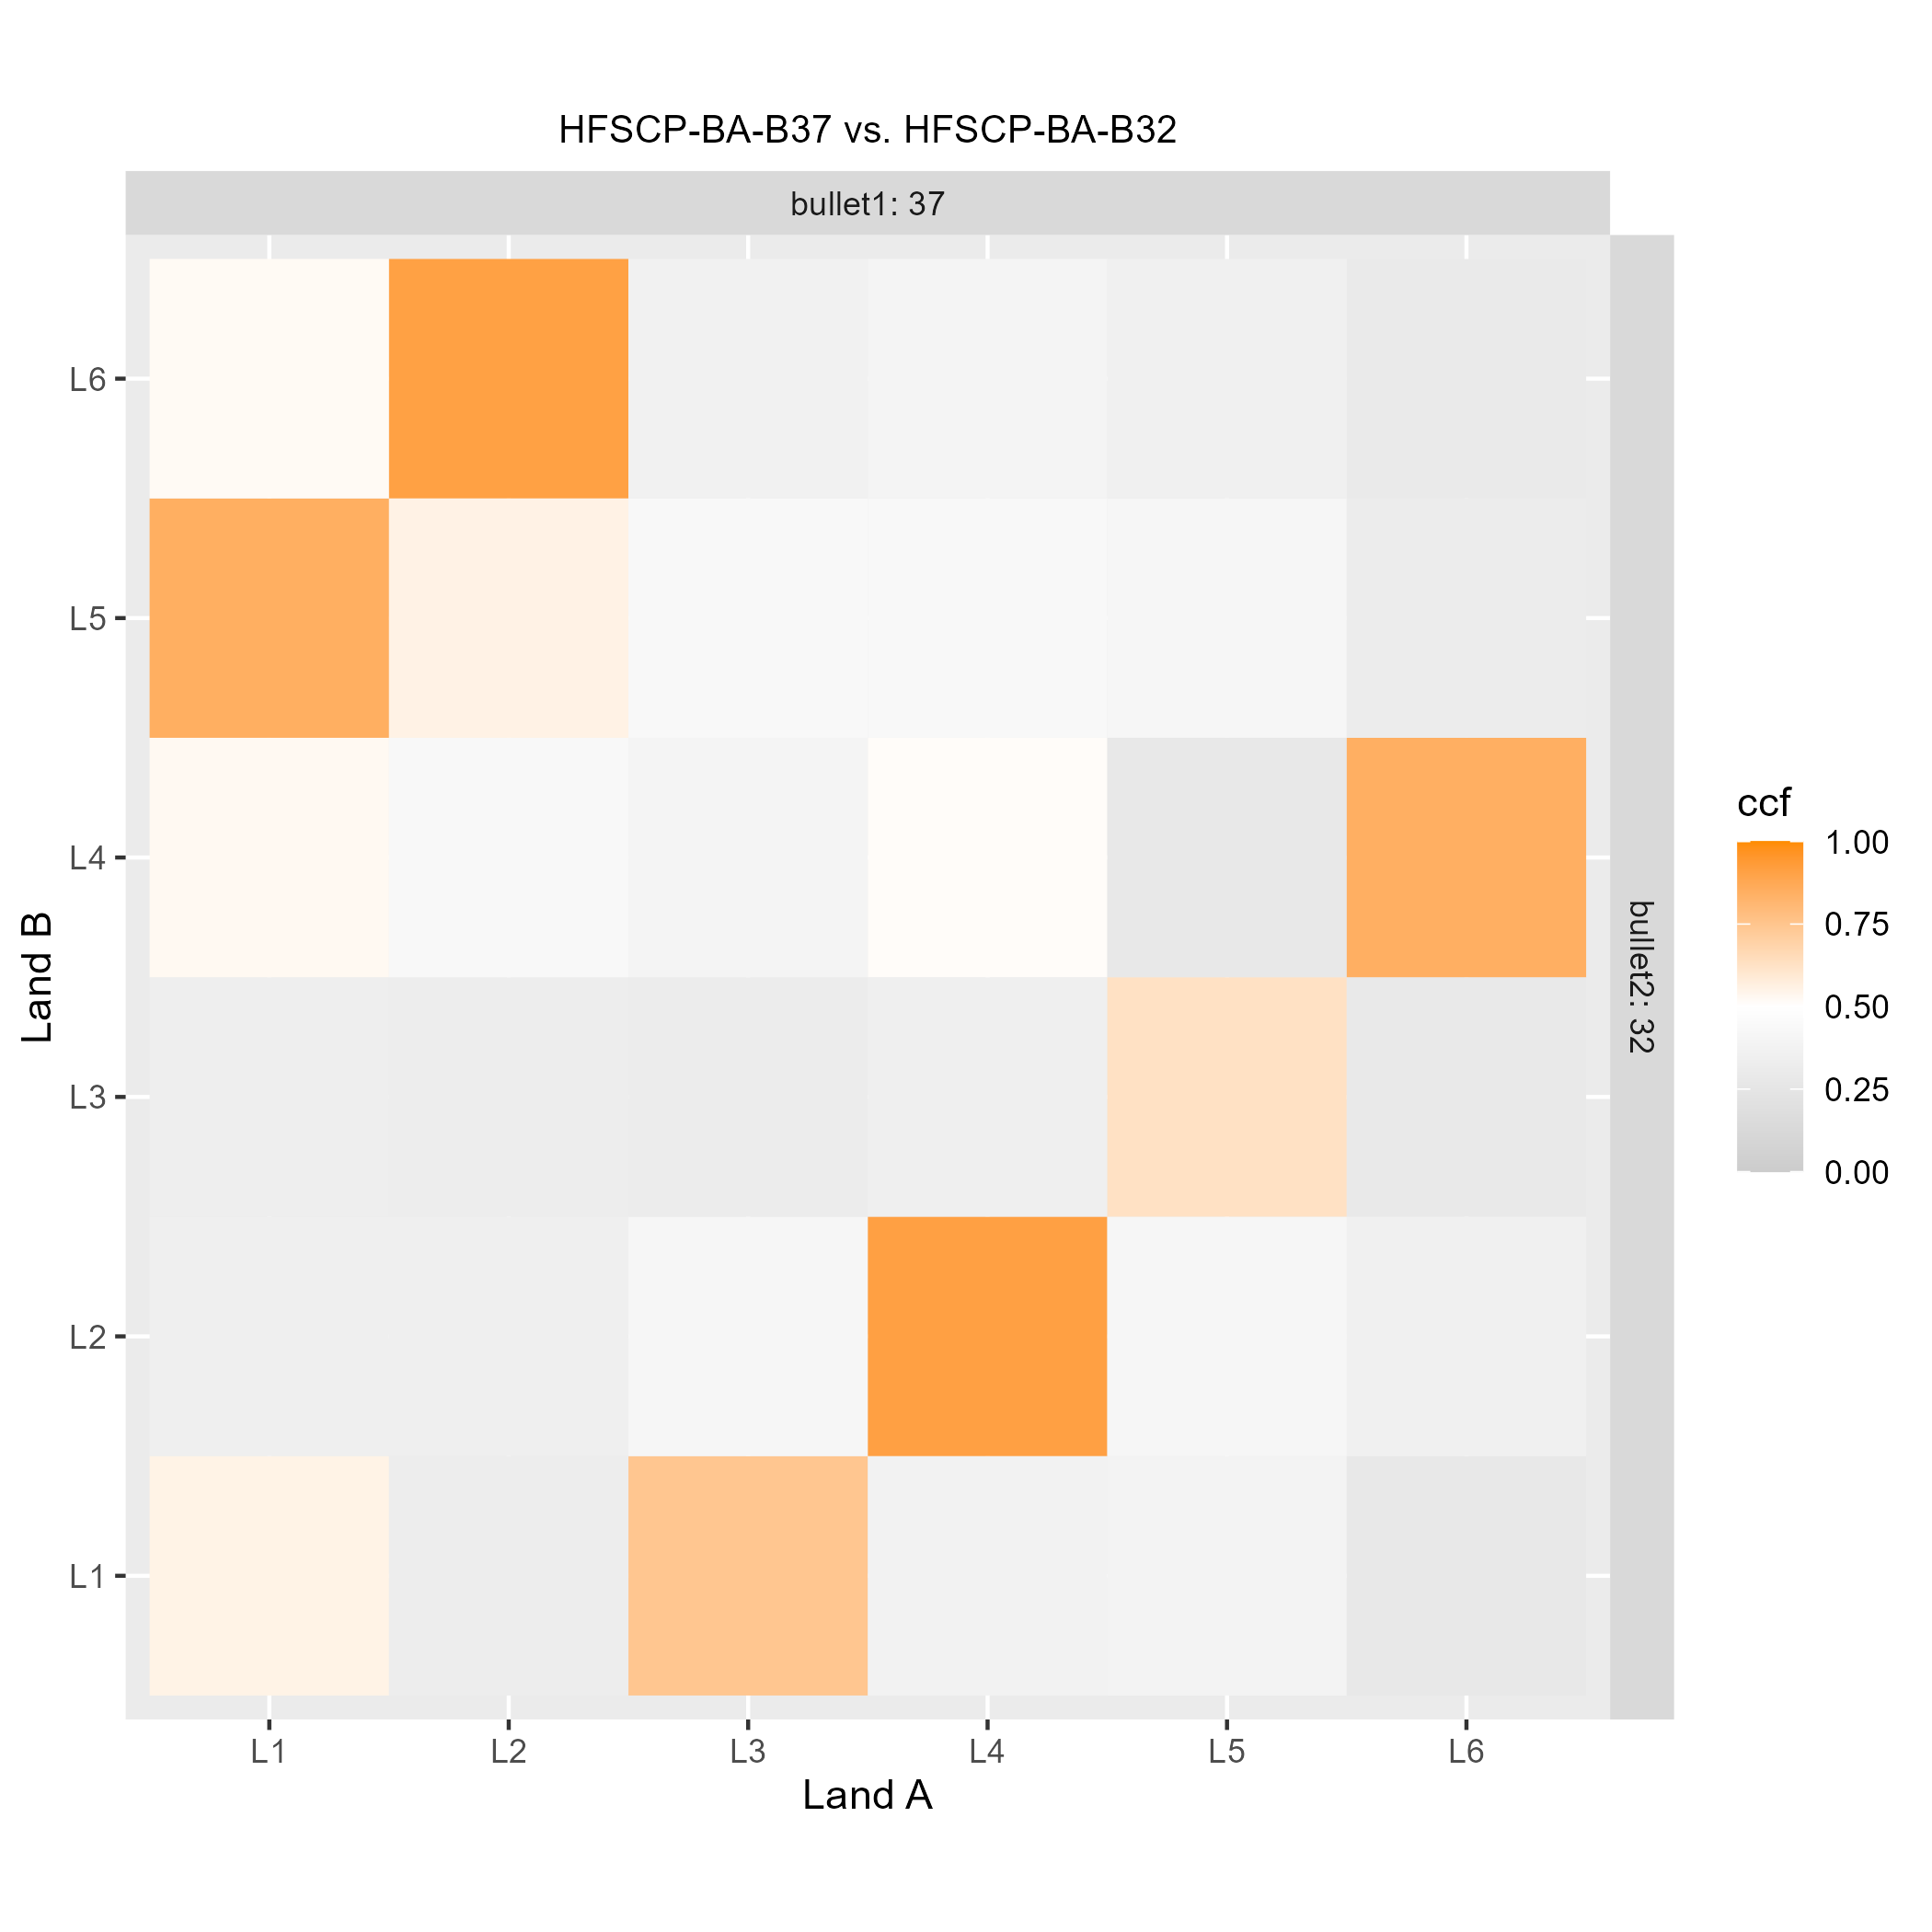 HFSCP-BA-B37 vs. HFSCP-BA-B32
bullet1: 37
L6
L5
L4
L3
L2
L1
Land B
bullet2: 32
ccf
1.00
0.75
0.50
0.25
0.00
L1
L2
L3
L4
L5
L6
Land A